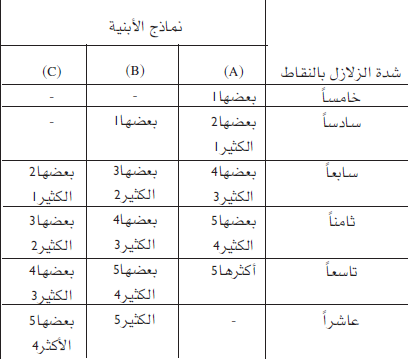 نماذج الأبنية
شدة الزلازل بالنقاط (A) (B) (C)
خامساً بعضها1 - -
سادساً بعضها2 بعضها1 -
الكثير1
سابعاً بعضها4 بعضها3 بعضها2
الكثير3 الكثير2 الكثير1
ثامناً بعضها5 بعضها4 بعضها3
الكثير4 الكثير3 الكثير2
تاسعاً أكثرها5 بعضها5 بعضها4
الكثير4 الكثير3
عاشراً - الكثير5 بعضها5
الأكثر4